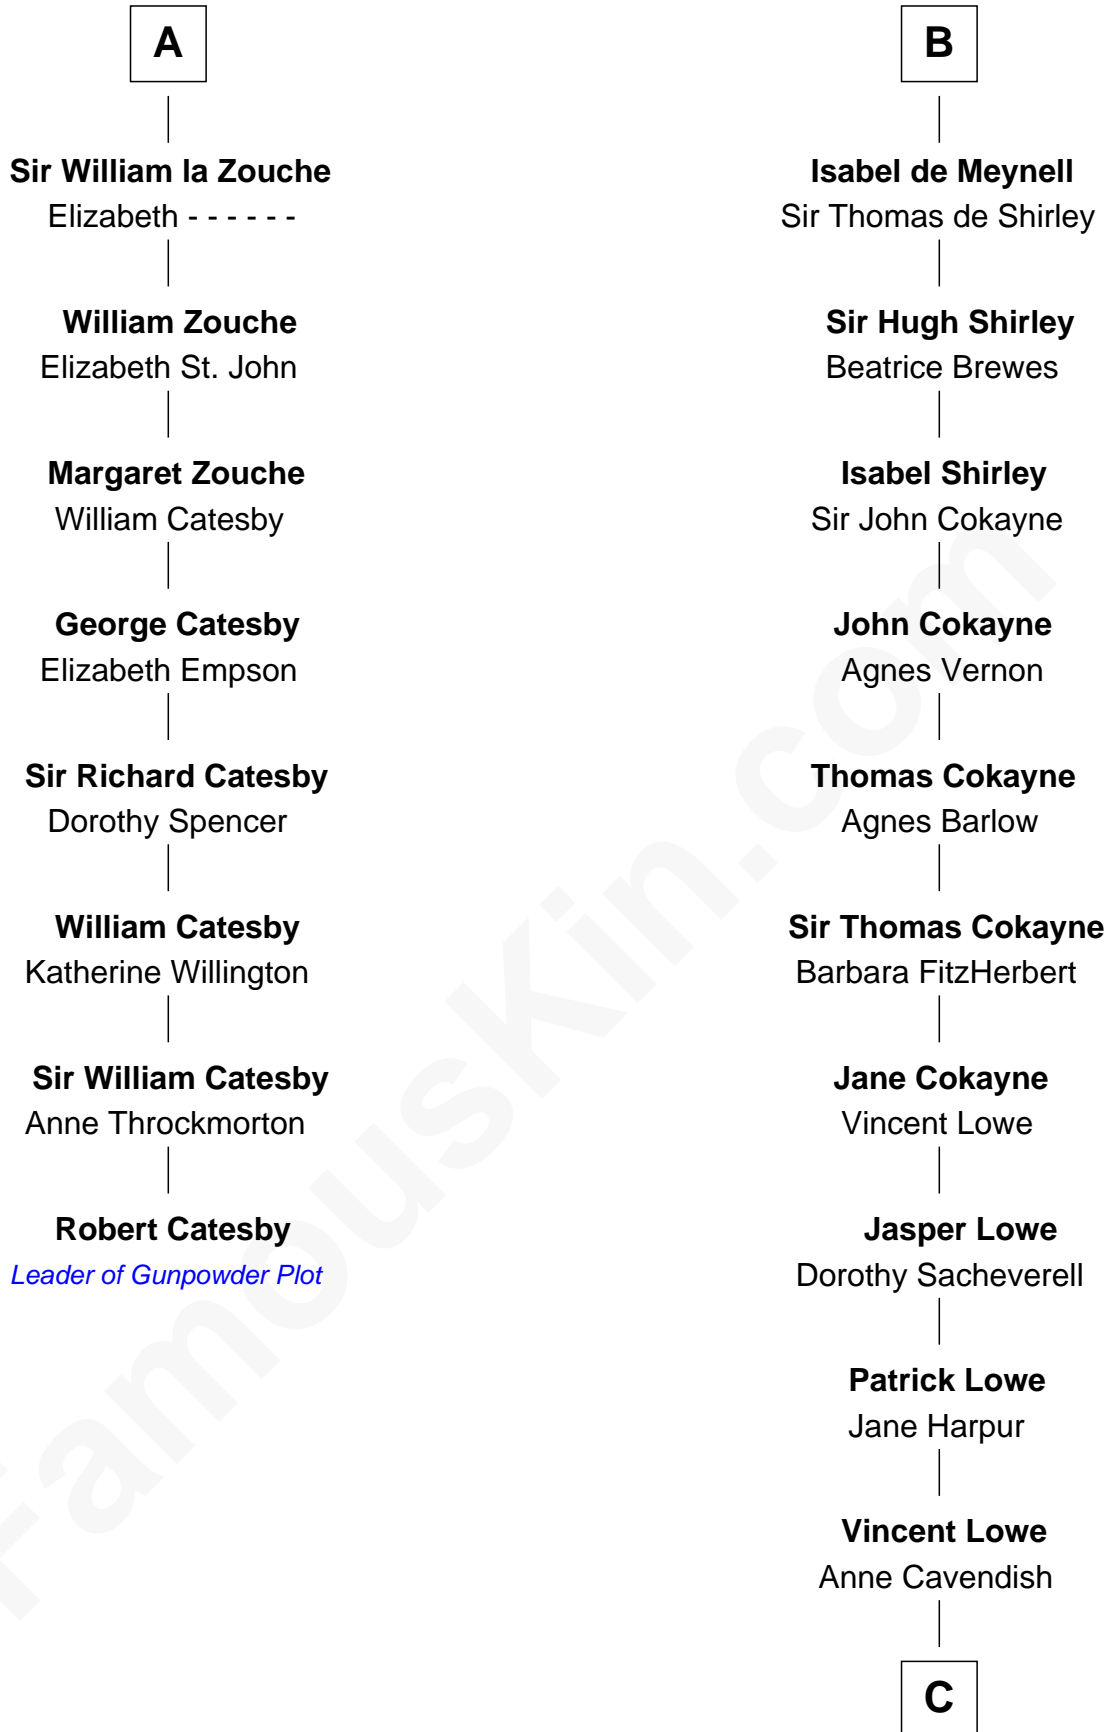 A
Sir William la Zouche
Elizabeth - - - - - -
William Zouche
Elizabeth St. John
Margaret Zouche
William Catesby
George Catesby
Elizabeth Empson
Sir Richard Catesby
Dorothy Spencer
William Catesby
Katherine Willington
Sir William Catesby
Anne Throckmorton
Robert Catesby
Leader of Gunpowder Plot
B
Isabel de Meynell
Sir Thomas de Shirley
Sir Hugh Shirley
Beatrice Brewes
Isabel Shirley
Sir John Cokayne
John Cokayne
Agnes Vernon
Thomas Cokayne
Agnes Barlow
Sir Thomas Cokayne
Barbara FitzHerbert
Jane Cokayne
Vincent Lowe
Jasper Lowe
Dorothy Sacheverell
Patrick Lowe
Jane Harpur
Vincent Lowe
Anne Cavendish
C
FamousKin.com